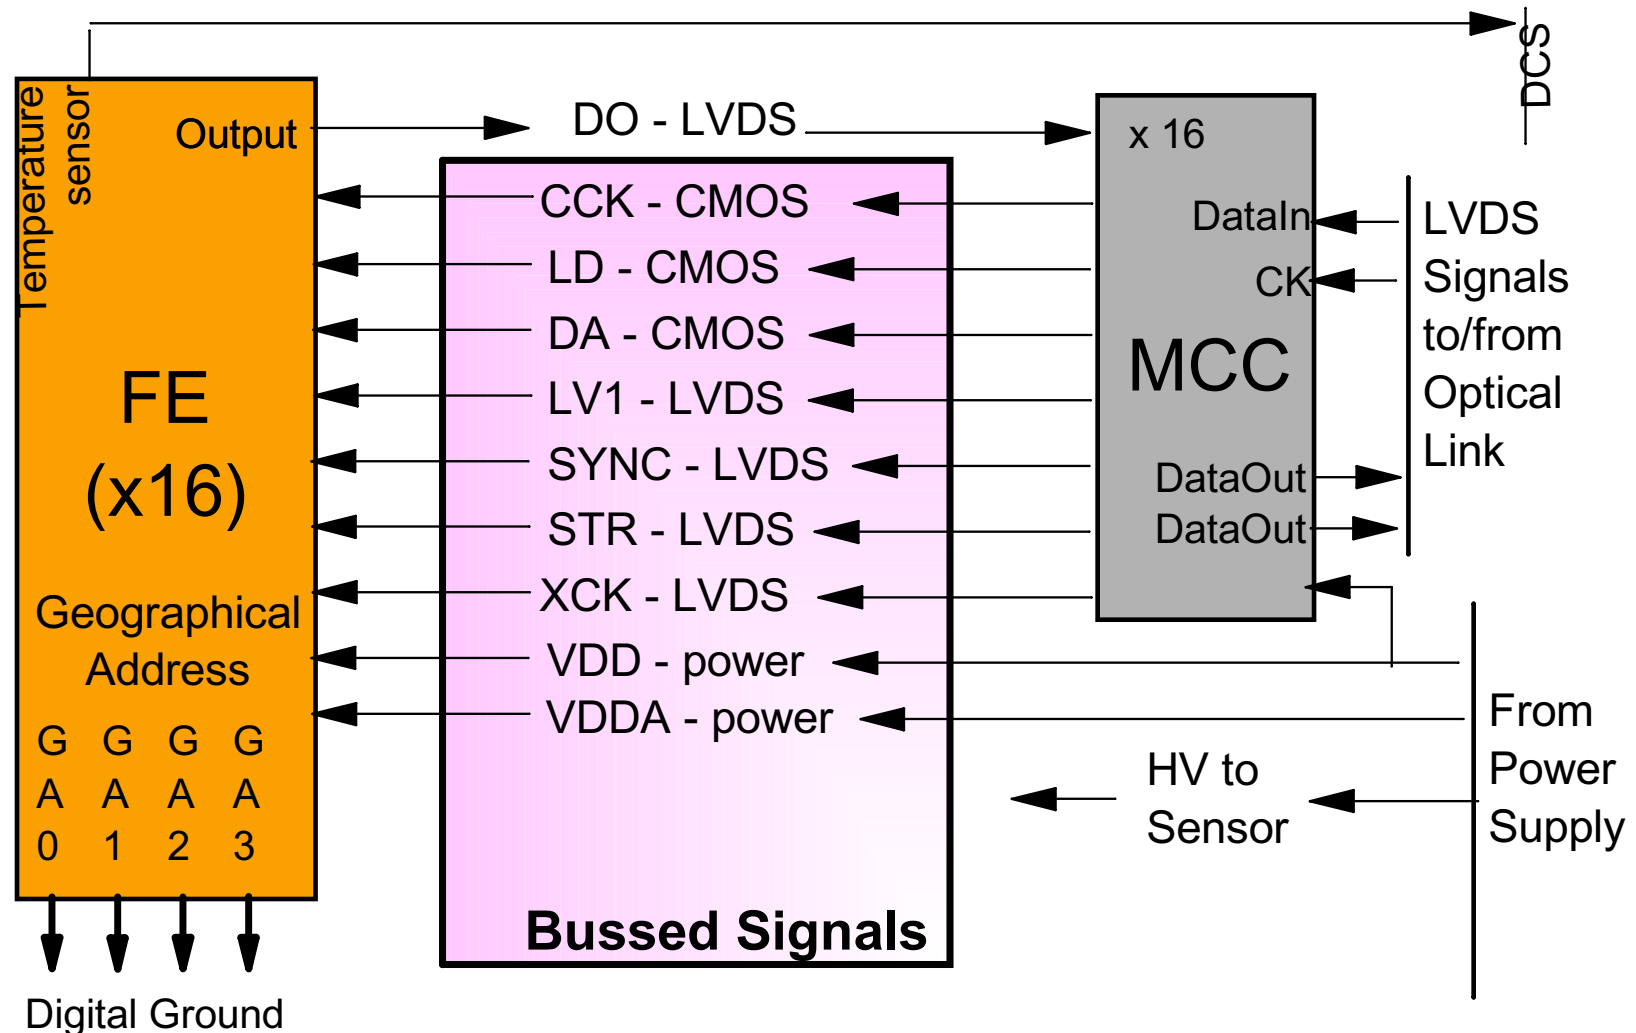 Temperature
sensor
Output
FE
(x16)
Geographical
Address
G G G G
A A A A
0 1 2 3
Digital Ground
DO - LVDS
CCK - CMOS
LD - CMOS
DA - CMOS
LV1 - LVDS
SYNC - LVDS
STR - LVDS
XCK - LVDS
VDD - power
VDDA - power
Bussed Signals
x 16
DataIn
CK
MCC
DataOut
DataOut
HV to
Sensor
DCS
LVDS
Signals
to/from
Optical
Link
From
Power
Supply